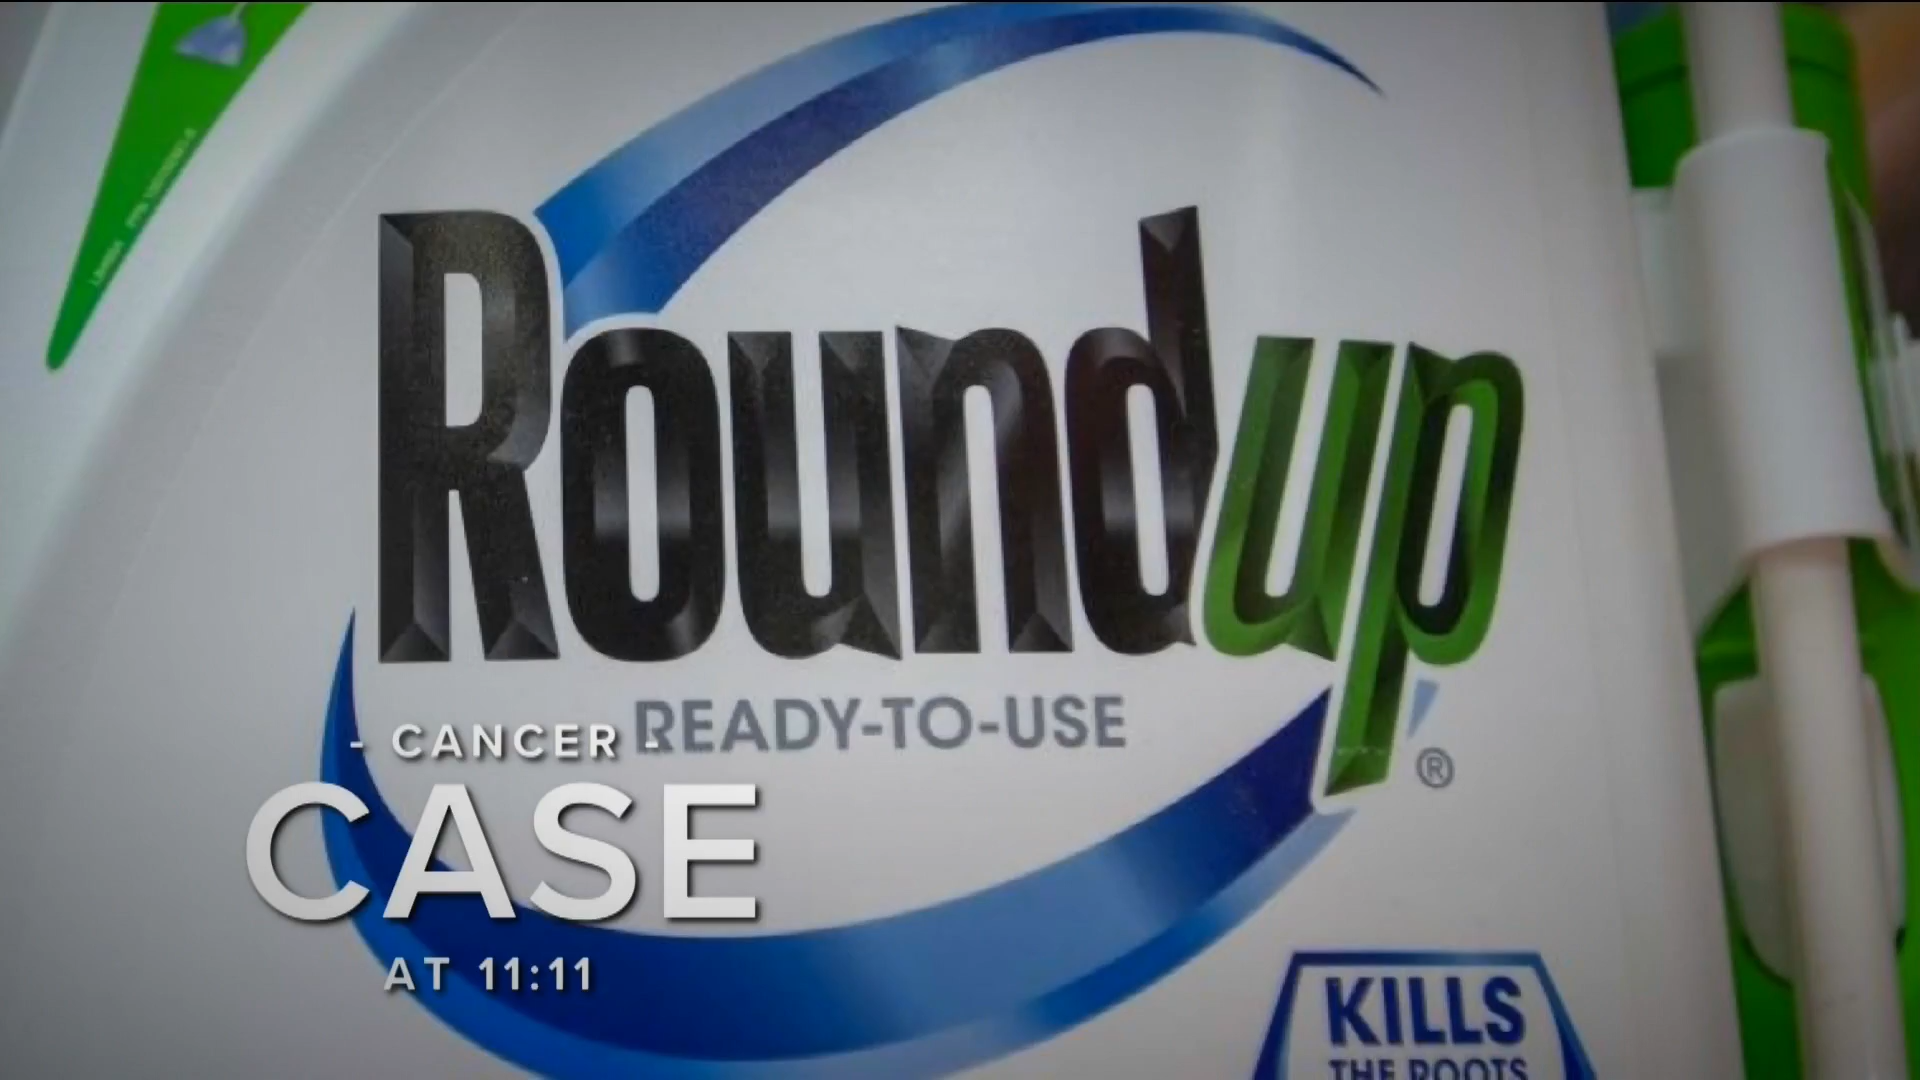 Roundup
READY-TO-USE
®
- CANCER -
CASE
AT 11:11
KILLS
THE ROOTS